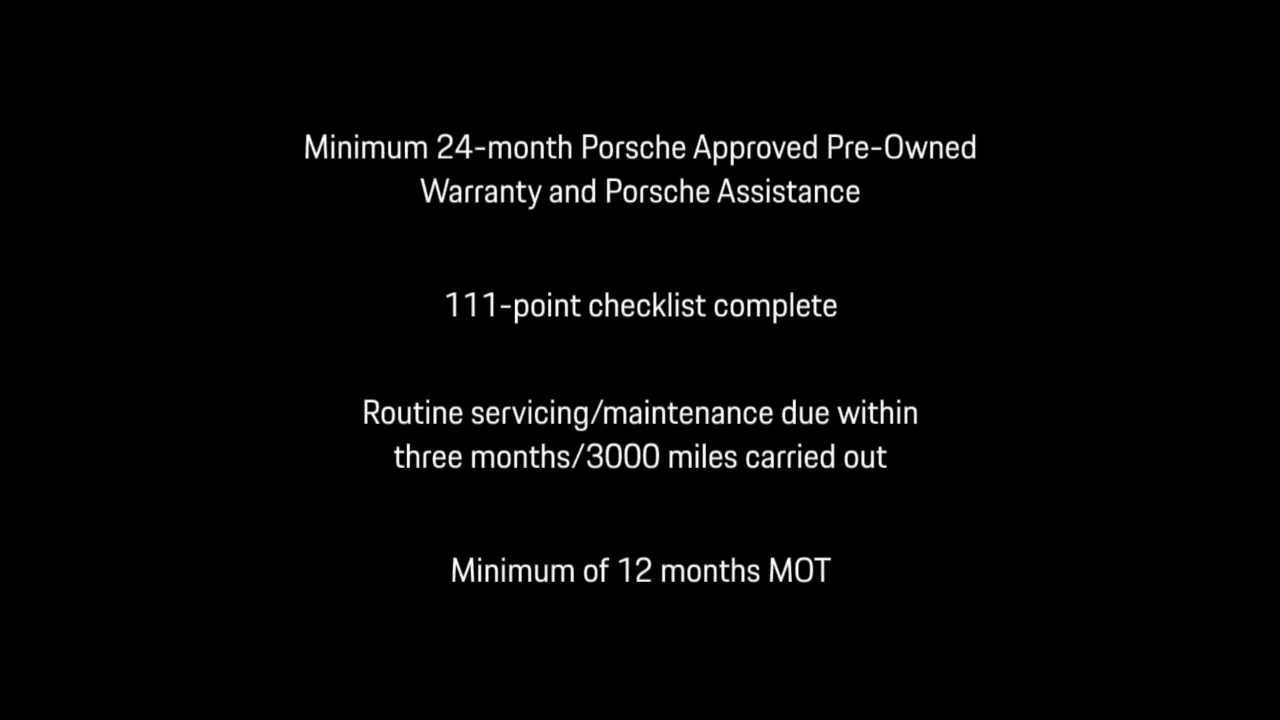 Minimum 24-month Porsche Approved Pre-Owned
Warranty and Porsche Assistance
111-point checklist complete
Routine servicing/maintenance due within
three months/3000 miles carried out
Minimum of 12 months MOT